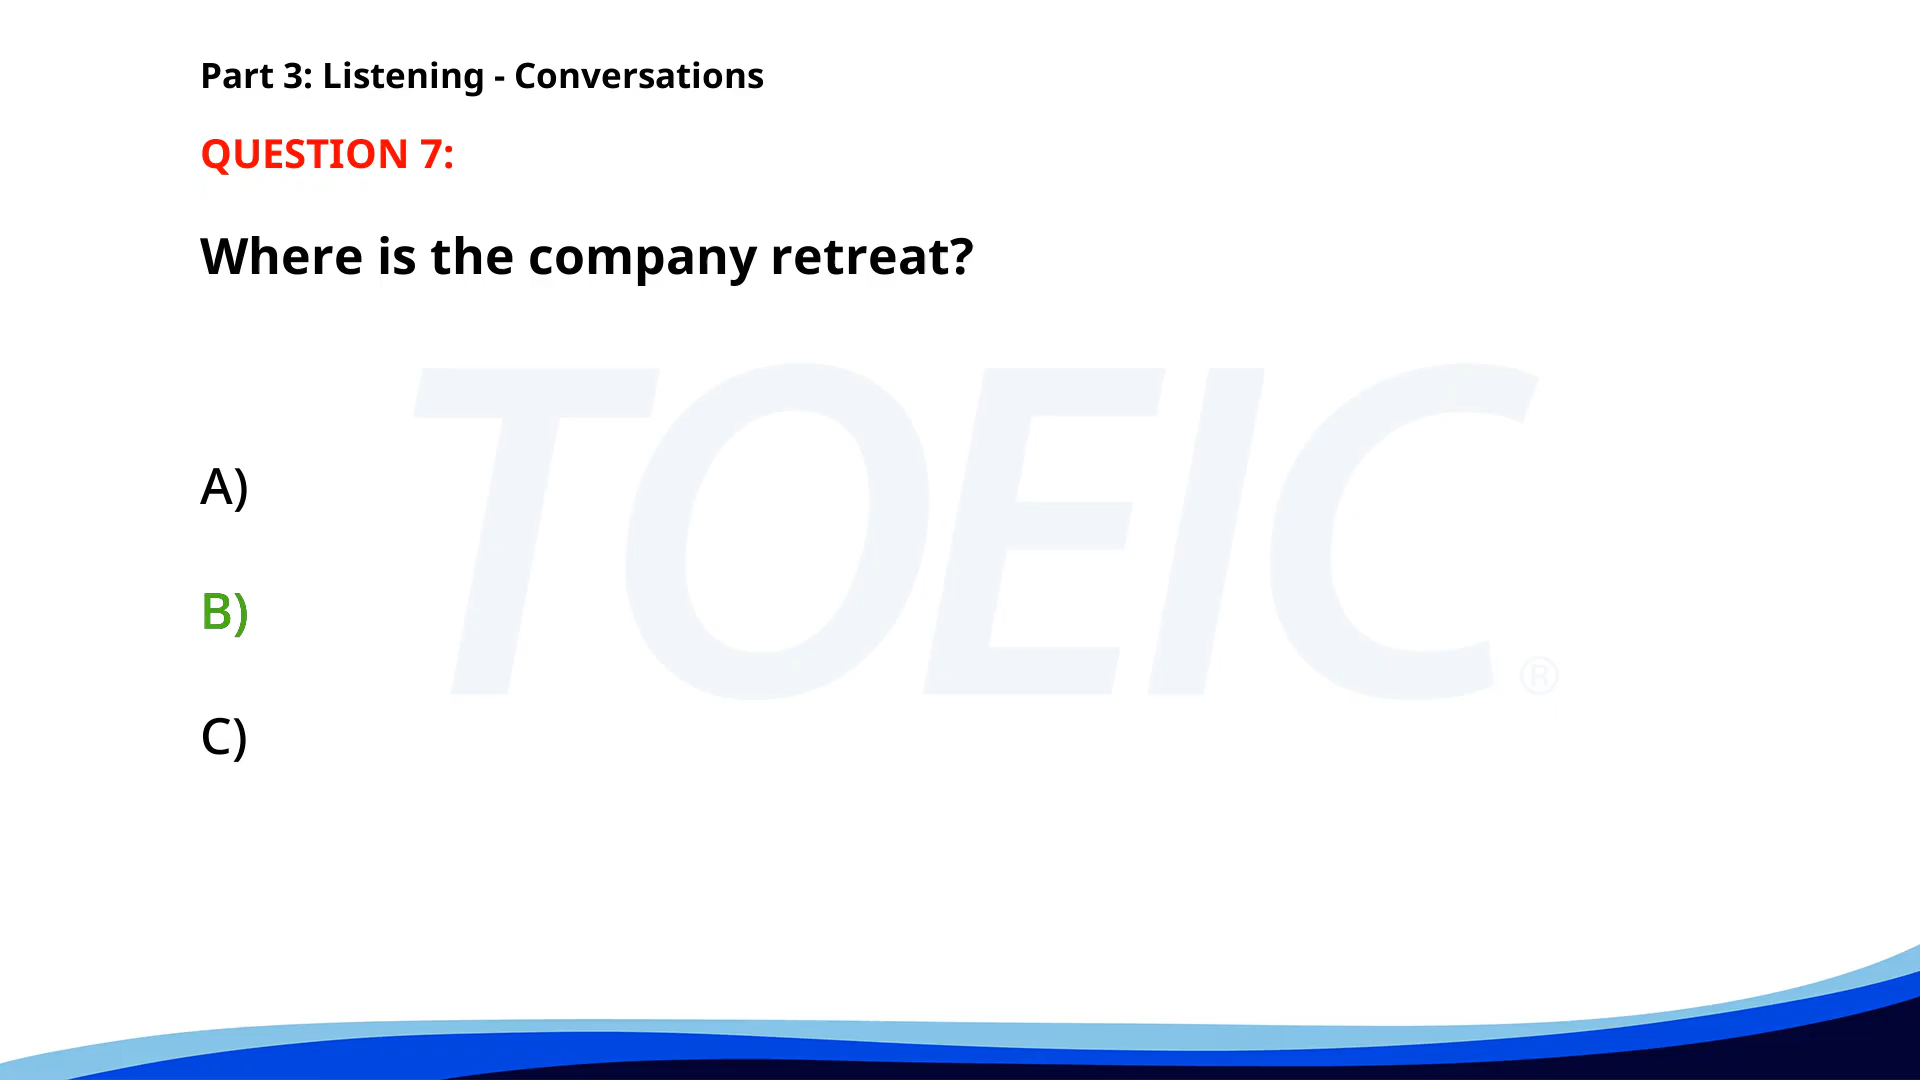 Part 3: Listening - Conversations
QUESTION 7:
Where is the company retreat?
TOEIC®
A)
B)
C)